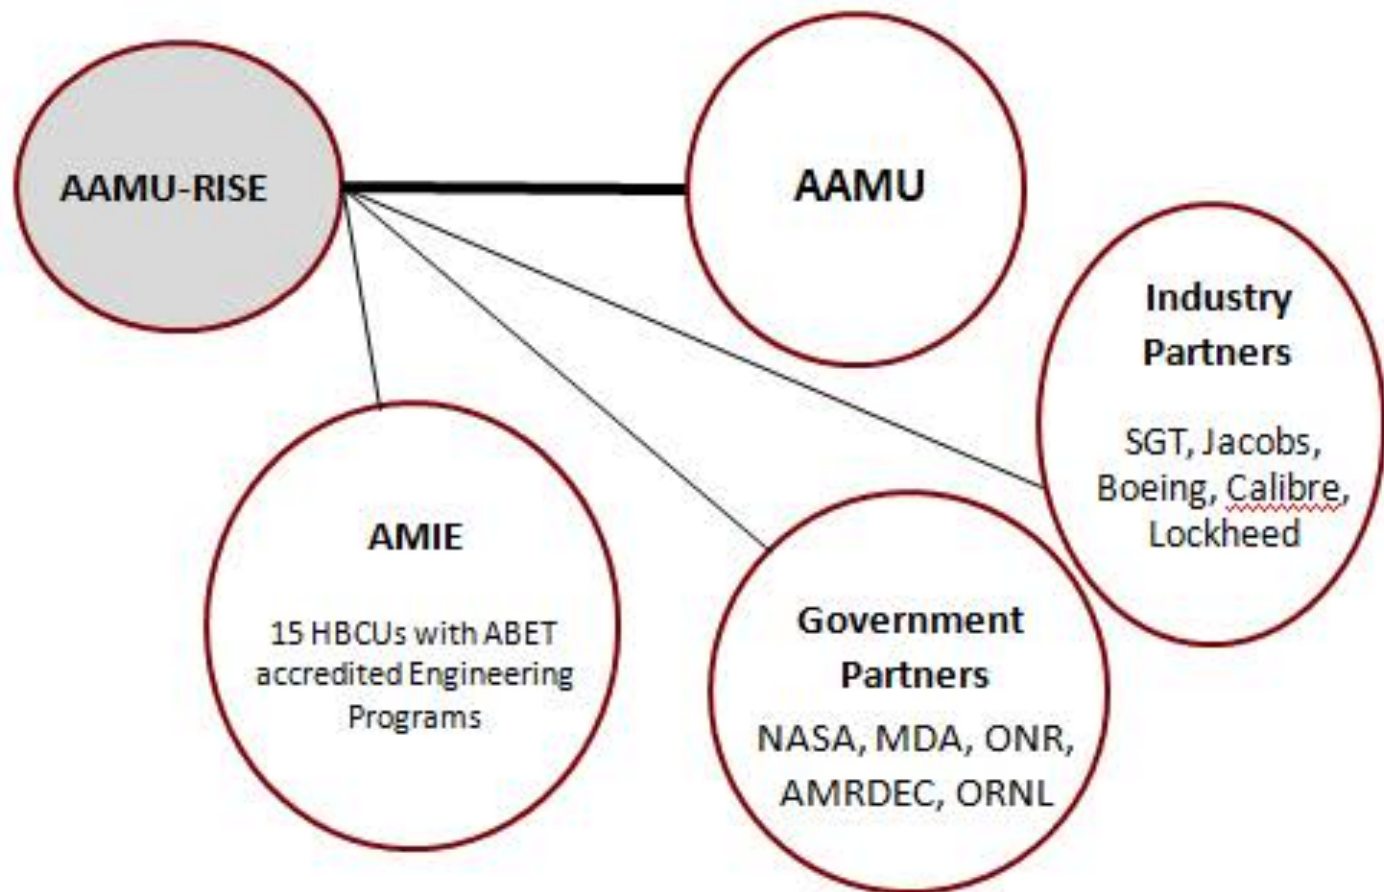 AAMU-RISE
AAMU
Industry
Partners
SGT, Jacobs,
Boeing, Calibre,
Lockheed
AMIE
15 HBCUs with ABET
accredited Engineering
Programs
Government
Partners
NASA, MDA, ONR,
AMRDEC, ORNL